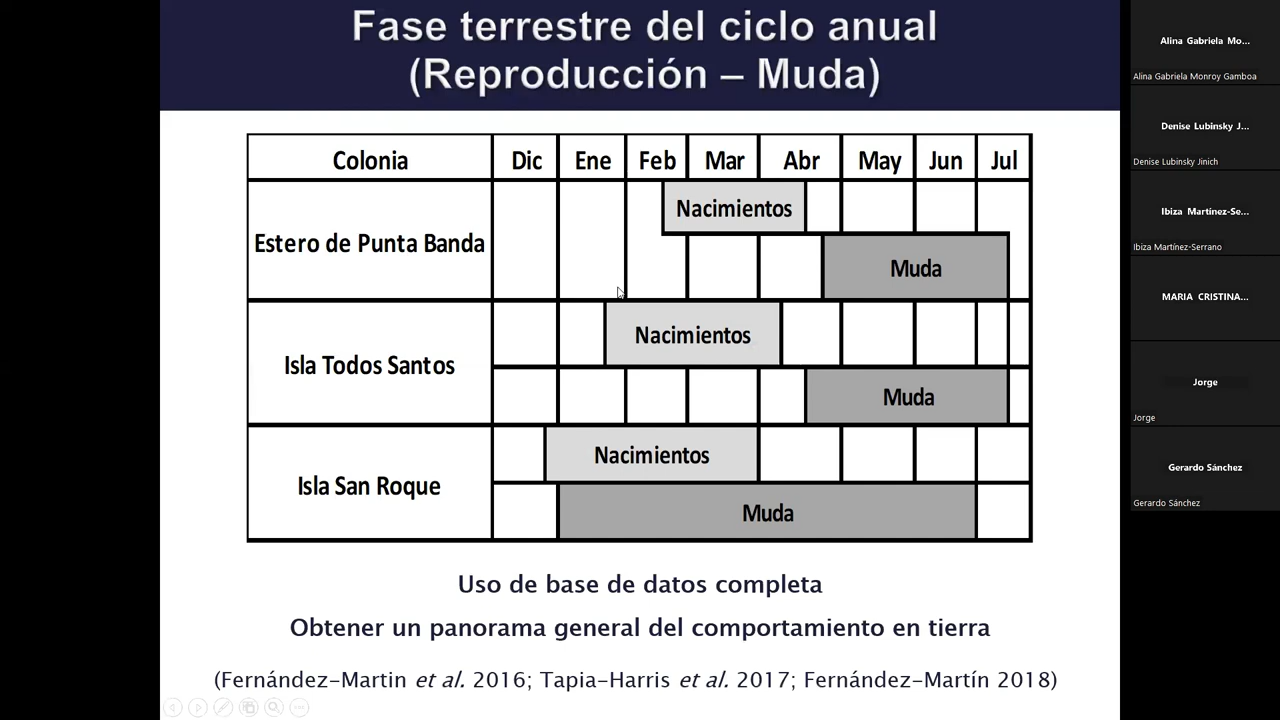 Fase terrestre del ciclo anual
(Reproducción – Muda)
Colonia Dic Ene Feb Mar Abr May Jun Jul
Estero de Punta Banda
Nacimientos
Muda
Isla Todos Santos
Nacimientos
Muda
Isla San Roque
Nacimientos
Muda
Uso de base de datos completa
Obtener un panorama general del comportamiento en tierra
(Fernández–Martin et al. 2016; Tapia–Harris et al. 2017; Fernández–Martín 2018)
Alina Gabriela Mo...
Alina Gabriela Monroy Gamboa
Denise Lubinsky J...
Denise Lubinsky Jinich
Ibiza Martínez-Se...
Ibiza Martínez-Serrano
MARIA CRISTINA...
Jorge
Jorge
Gerardo Sánchez
Gerardo Sánchez